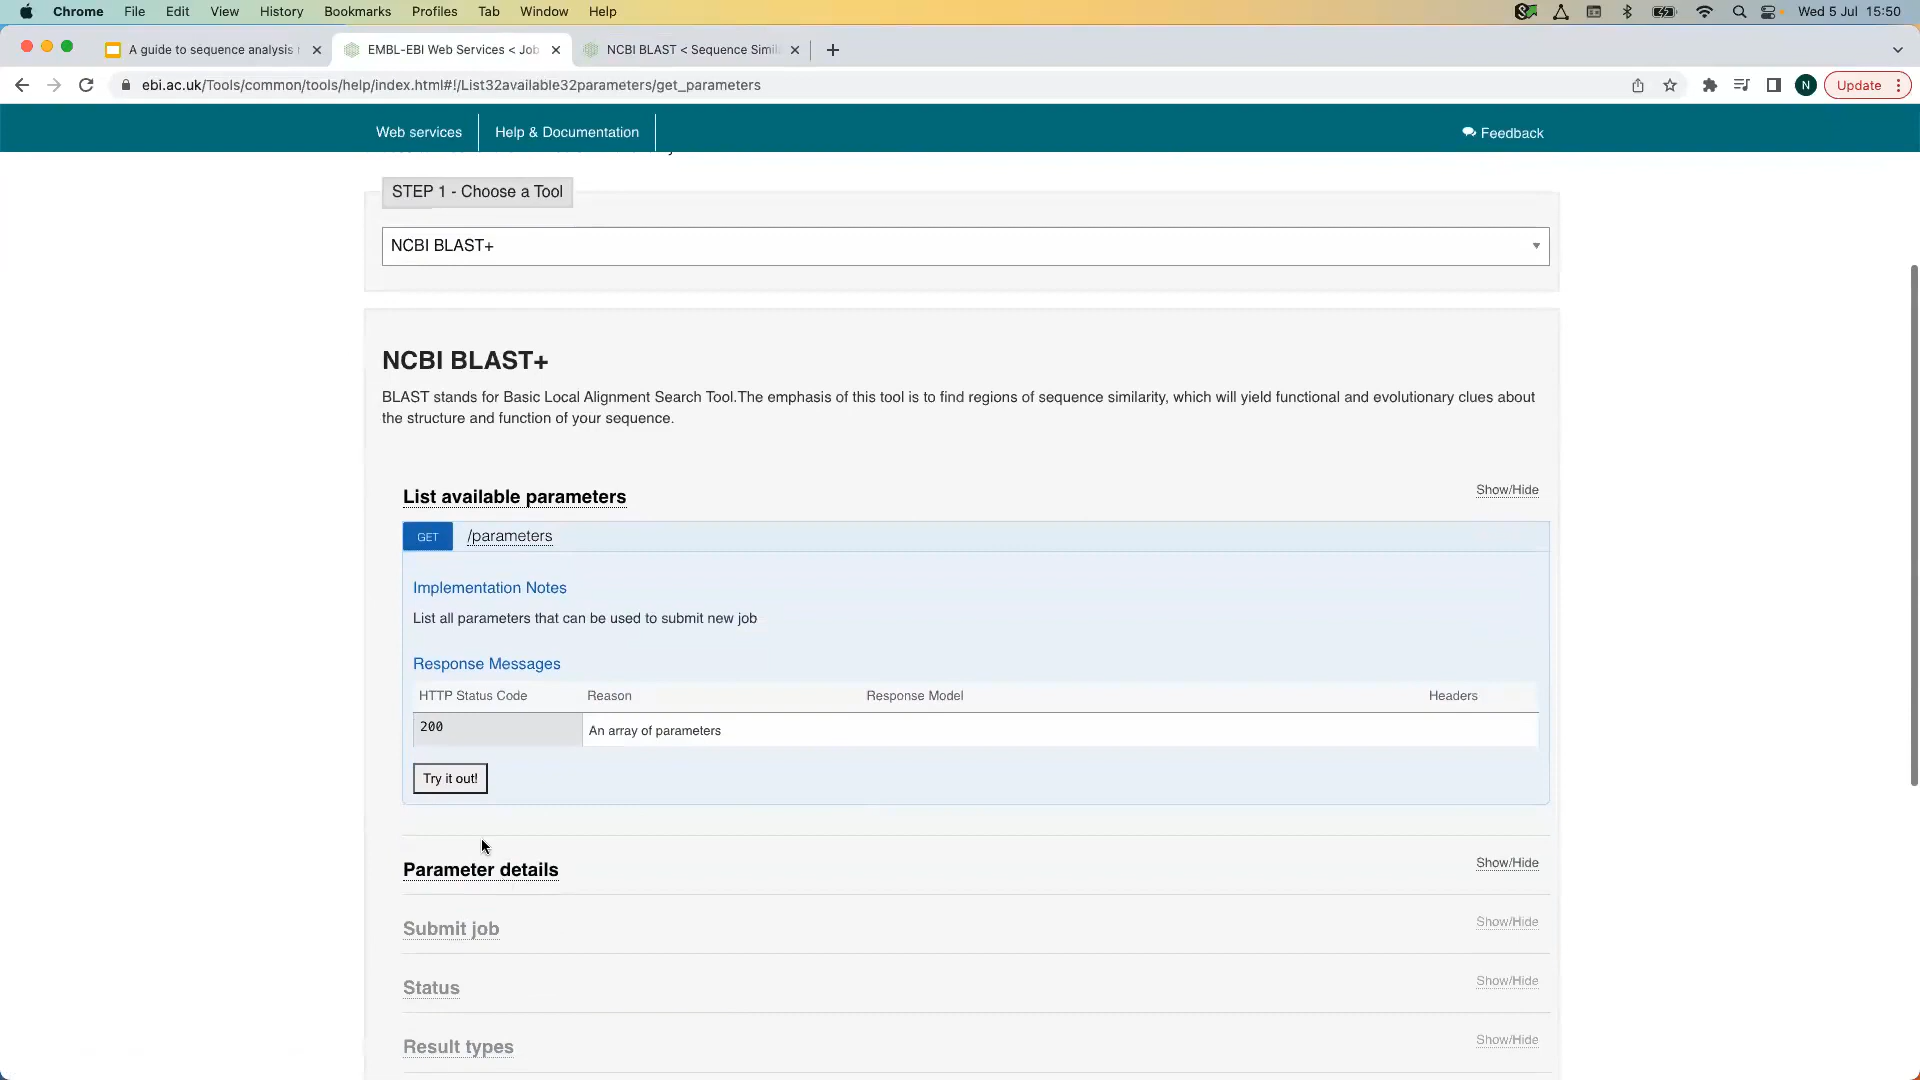 Chrome File Edit View History Bookmarks Profiles Tab Window Help Wed 5 Jul 15:50
A guide to sequence analysis EMBL-EBI Web Services < Job NCBI BLAST < Sequence Simil
ebi.ac.uk/Tools/common/tools/help/index.html#!/List32available32parameters/get_parameters N Update
Web services Help & Documentation Feedback
STEP 1 - Choose a Tool
NCBI BLAST+
NCBI BLAST+
BLAST stands for Basic Local Alignment Search Tool.The emphasis of this tool is to find regions of sequence similarity, which will yield functional and evolutionary clues about
the structure and function of your sequence.
List available parameters Show/Hide
GET /parameters
Implementation Notes
List all parameters that can be used to submit new job
Response Messages
HTTP Status Code Reason Response Model Headers
200 An array of parameters
Try it out!
Parameter details Show/Hide
Submit job Show/Hide
Status Show/Hide
Result types Show/Hide